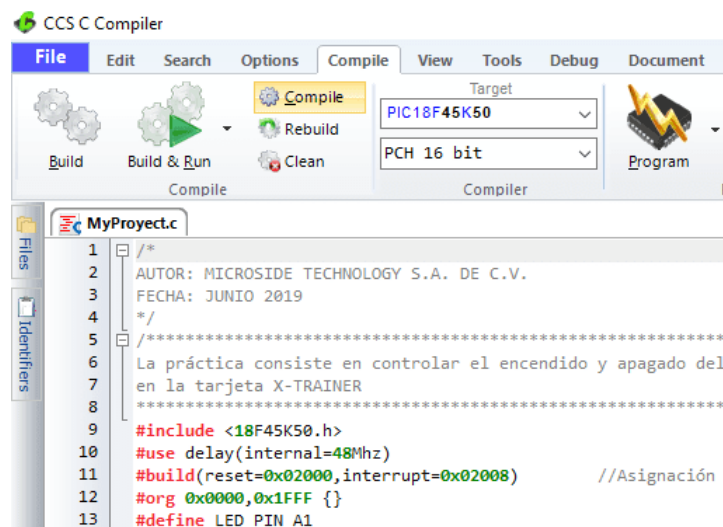 CCS C Compiler
File Edit Search Options Compile View Tools Debug Document
Build
Build & Run
Compile
Rebuild
Clean
Compile
Target
PIC18F45K50
PCH 16 bit
Compiler
Program
Files
Identifiers
MyProyect.c
1 /*
2 AUTOR: MICROSIDE TECHNOLOGY S.A. DE C.V.
3 FECHA: JUNIO 2019
4 */
5 /************************************************************
6 La práctica consiste en controlar el encendido y apagado del
7 en la tarjeta X-TRAINER
8 *************************************************************
9 #include <18F45K50.h>
10 #use delay(internal=48Mhz)
11 #build(reset=0x02000,interrupt=0x02008) //Asignación
12 #org 0x0000,0x1FFF {}
13 #define LED PIN A1